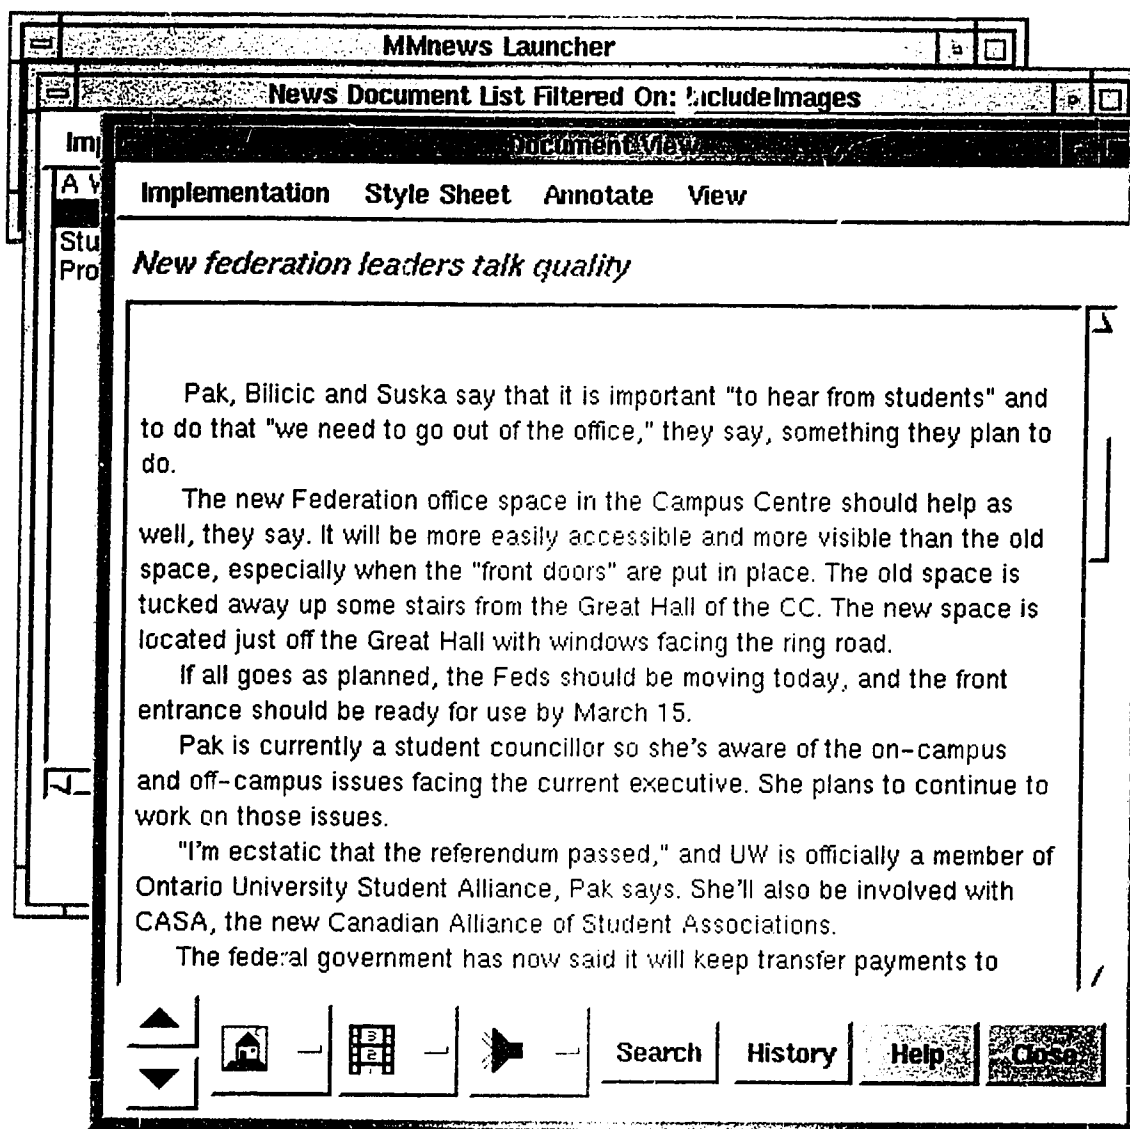 MMnews Launcher
News Document List Filtered On: IncludeImages
Document View
Implementation Style Sheet Annotate View
A
Stu
Pro
New federation leaders talk quality
Pak, Bilicic and Suska say that it is important "to hear from students" and
to do that "we need to go out of the office," they say, something they plan to
do.
The new Federation office space in the Campus Centre should help as
well, they say. It will be more easily accessible and more visible than the old
space, especially when the "front doors" are put in place. The old space is
tucked away up some stairs from the Great Hall of the CC. The new space is
located just off the Great Hall with windows facing the ring road.
If all goes as planned, the Feds should be moving today, and the front
entrance should be ready for use by March 15.
Pak is currently a student councillor so she's aware of the on-campus
and off-campus issues facing the current executive. She plans to continue to
work on those issues.
"I'm ecstatic that the referendum passed," and UW is officially a member of
Ontario University Student Alliance, Pak says. She'll also be involved with
CASA, the new Canadian Alliance of Student Associations.
The federal government has now said it will keep transfer payments to
3
2
Search History Help Close